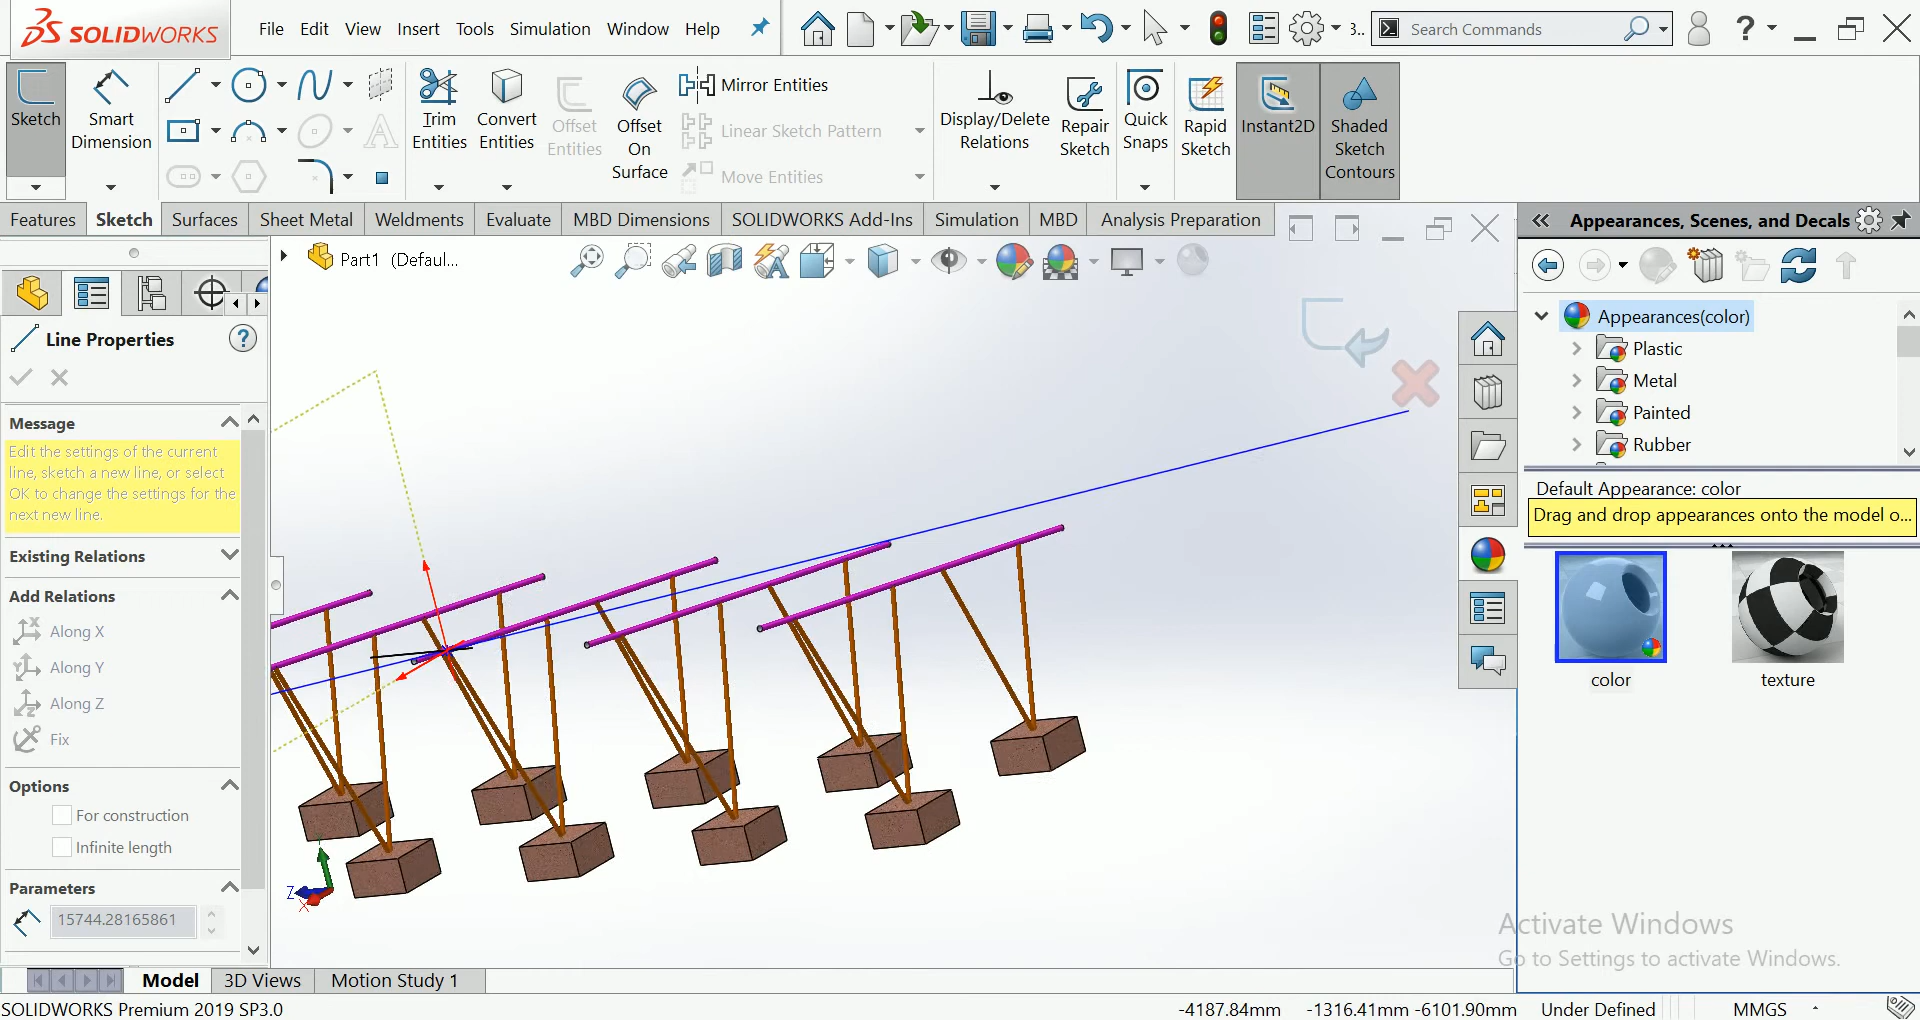 SOLIDWORKS
File Edit View Insert Tools Simulation Window Help
3..
Search Commands
?
Sketch
Smart Dimension
Trim Entities
Convert Entities
Offset Entities
Offset On Surface
Mirror Entities
Linear Sketch Pattern
Move Entities
Display/Delete Relations
Repair Sketch
Quick Snaps
Rapid Sketch
Instant2D
Shaded Sketch Contours
Features Sketch Surfaces Sheet Metal Weldments Evaluate MBD Dimensions SOLIDWORKS Add-Ins Simulation MBD Analysis Preparation
Part1 (Defaul...
Line Properties
?
Message
Edit the settings of the current
line, sketch a new line, or select
OK to change the settings for the
next new line.
Existing Relations
Add Relations
Along X
Along Y
Along Z
Fix
Options
For construction
Infinite length
Parameters
15744.28165861
Z
X
Appearances, Scenes, and Decals
Appearances(color)
Plastic
Metal
Painted
Rubber
Default Appearance: color
Drag and drop appearances onto the model o...
color
texture
Activate Windows
Go to Settings to activate Windows.
Model 3D Views Motion Study 1
SOLIDWORKS Premium 2019 SP3.0
-4187.84mm -1316.41mm -6101.90mm Under Defined MMGS